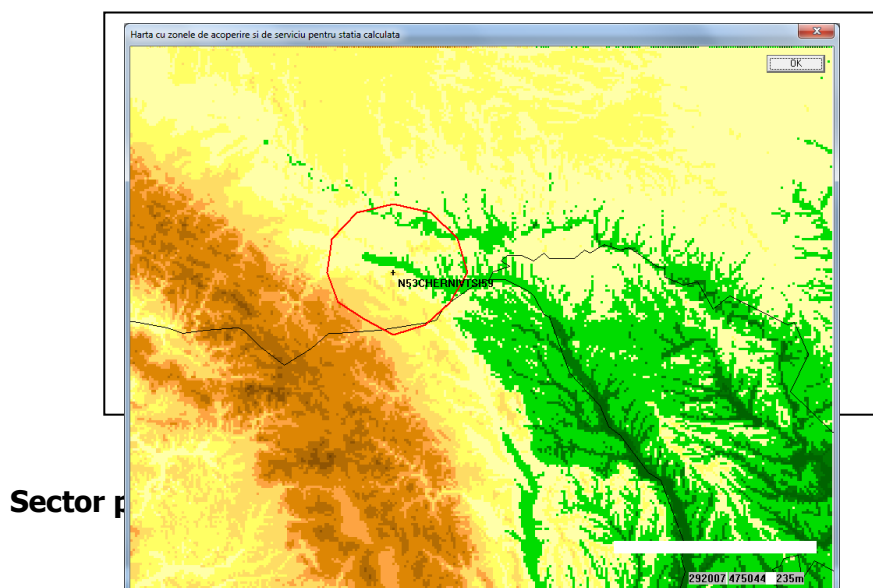 Harta cu zonele de acoperire si de serviciu pentru statia calculata
OK
N53CHERNIVTSI59
Sector p
292007 475044 235m